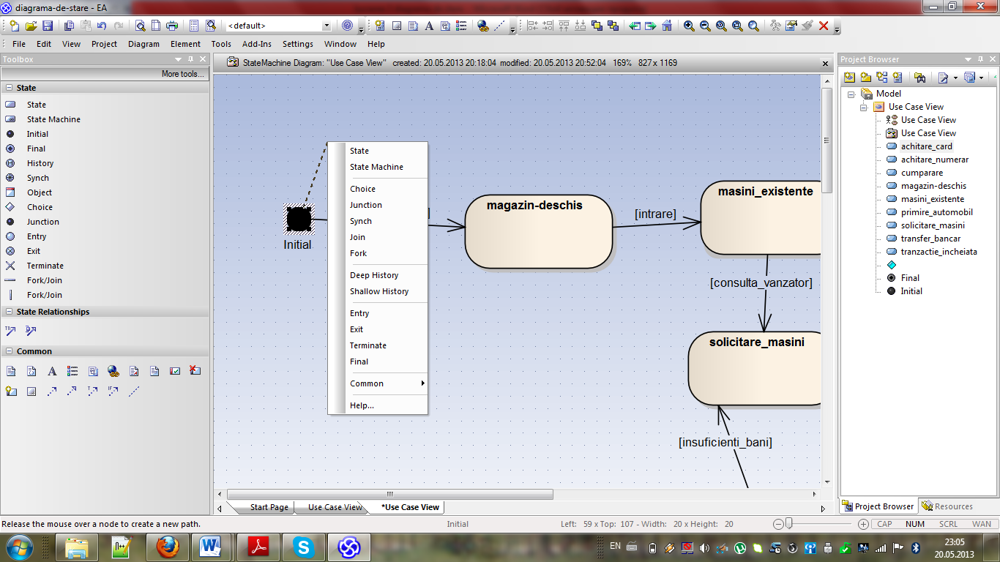 diagrama-de-stare - EA
< default>
File Edit View Project Diagram Element Tools Add-Ins Settings Window Help
Toolbox
More tools...
State
State
State Machine
Initial
Final
History
Synch
Object
Choice
Junction
Entry
Exit
Terminate
Fork/Join
Fork/Join
State Relationships
Common
StateMachine Diagram: "Use Case View" created: 20.05.2013 20:18:04 modified: 20.05.2013 20:52:04 169% 827 x 1169
Initial
State
State Machine
Choice
Junction
Synch
Join
Fork
Deep History
Shallow History
Entry
Exit
Terminate
Final
Common
Help...
]
magazin-deschis
[intrare]
masini_existente
[consulta_vanzator]
solicitare_masini
[insuficienti_bani]
Start Page Use Case View *Use Case View
Project Browser
Model
Use Case View
Use Case View
Use Case View
achitare_card
achitare_numerar
cumparare
magazin-deschis
masini_existente
primire_automobil
solicitare_masini
transfer_bancar
tranzactie_incheiata
Final
Initial
Project Browser Resources
Release the mouse over a node to create a new path. Initial Left: 59 x Top: 107 - Width: 20 x Height: 20 CAP NUM SCRL WAN
EN
23:05
20.05.2013